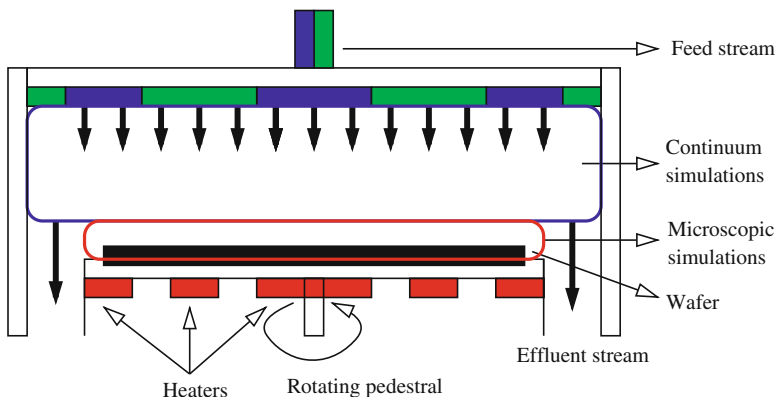 Feed stream
Continuum
simulations
Microscopic
simulations
Wafer
Effluent stream
Heaters
Rotating pedestral